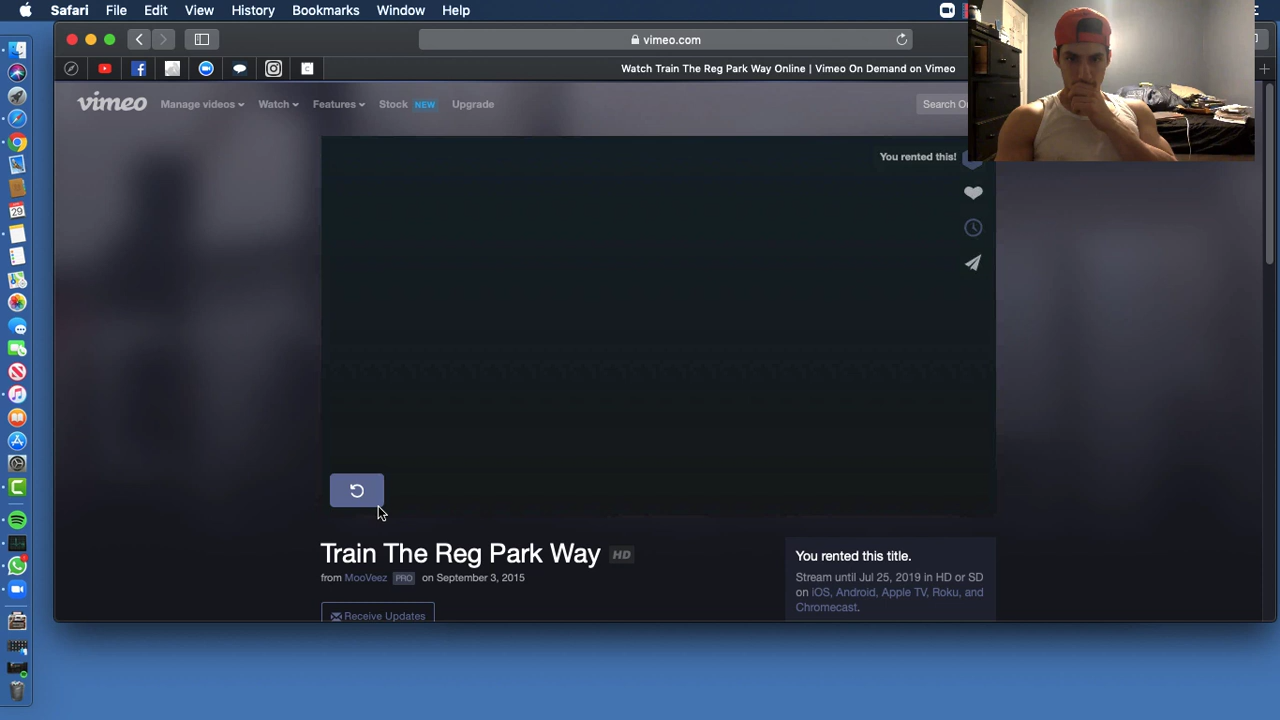 Safari File Edit View History Bookmarks Window Help
vimeo.com
Watch Train The Reg Park Way Online | Vimeo On Demand on Vimeo
vimeo Manage videos Watch Features Stock NEW Upgrade Search
You rented this!
29
Train The Reg Park Way HD
from MooVeez PRO on September 3, 2015
Receive Updates
You rented this title.
Stream until Jul 25, 2019 in HD or SD
on iOS, Android, Apple TV, Roku, and
Chromecast.